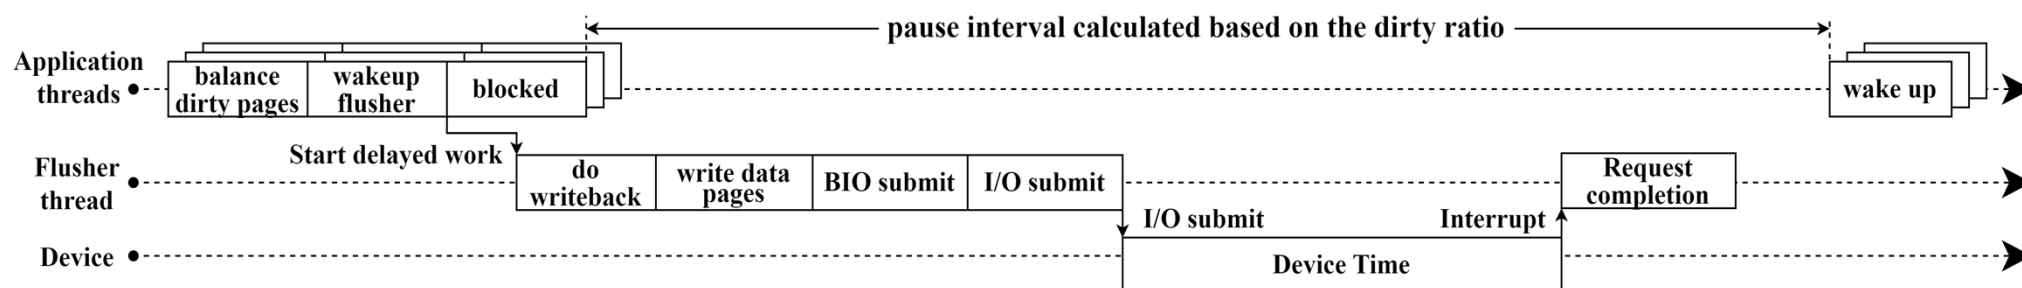 pause interval calculated based on the dirty ratio
Application
threads
balance
dirty pages
wakeup
flusher
blocked
wake up
Start delayed work
Flusher
thread
do
writeback
write data
pages
BIO submit
I/O submit
Request
completion
I/O submit
Interrupt
Device
Device Time